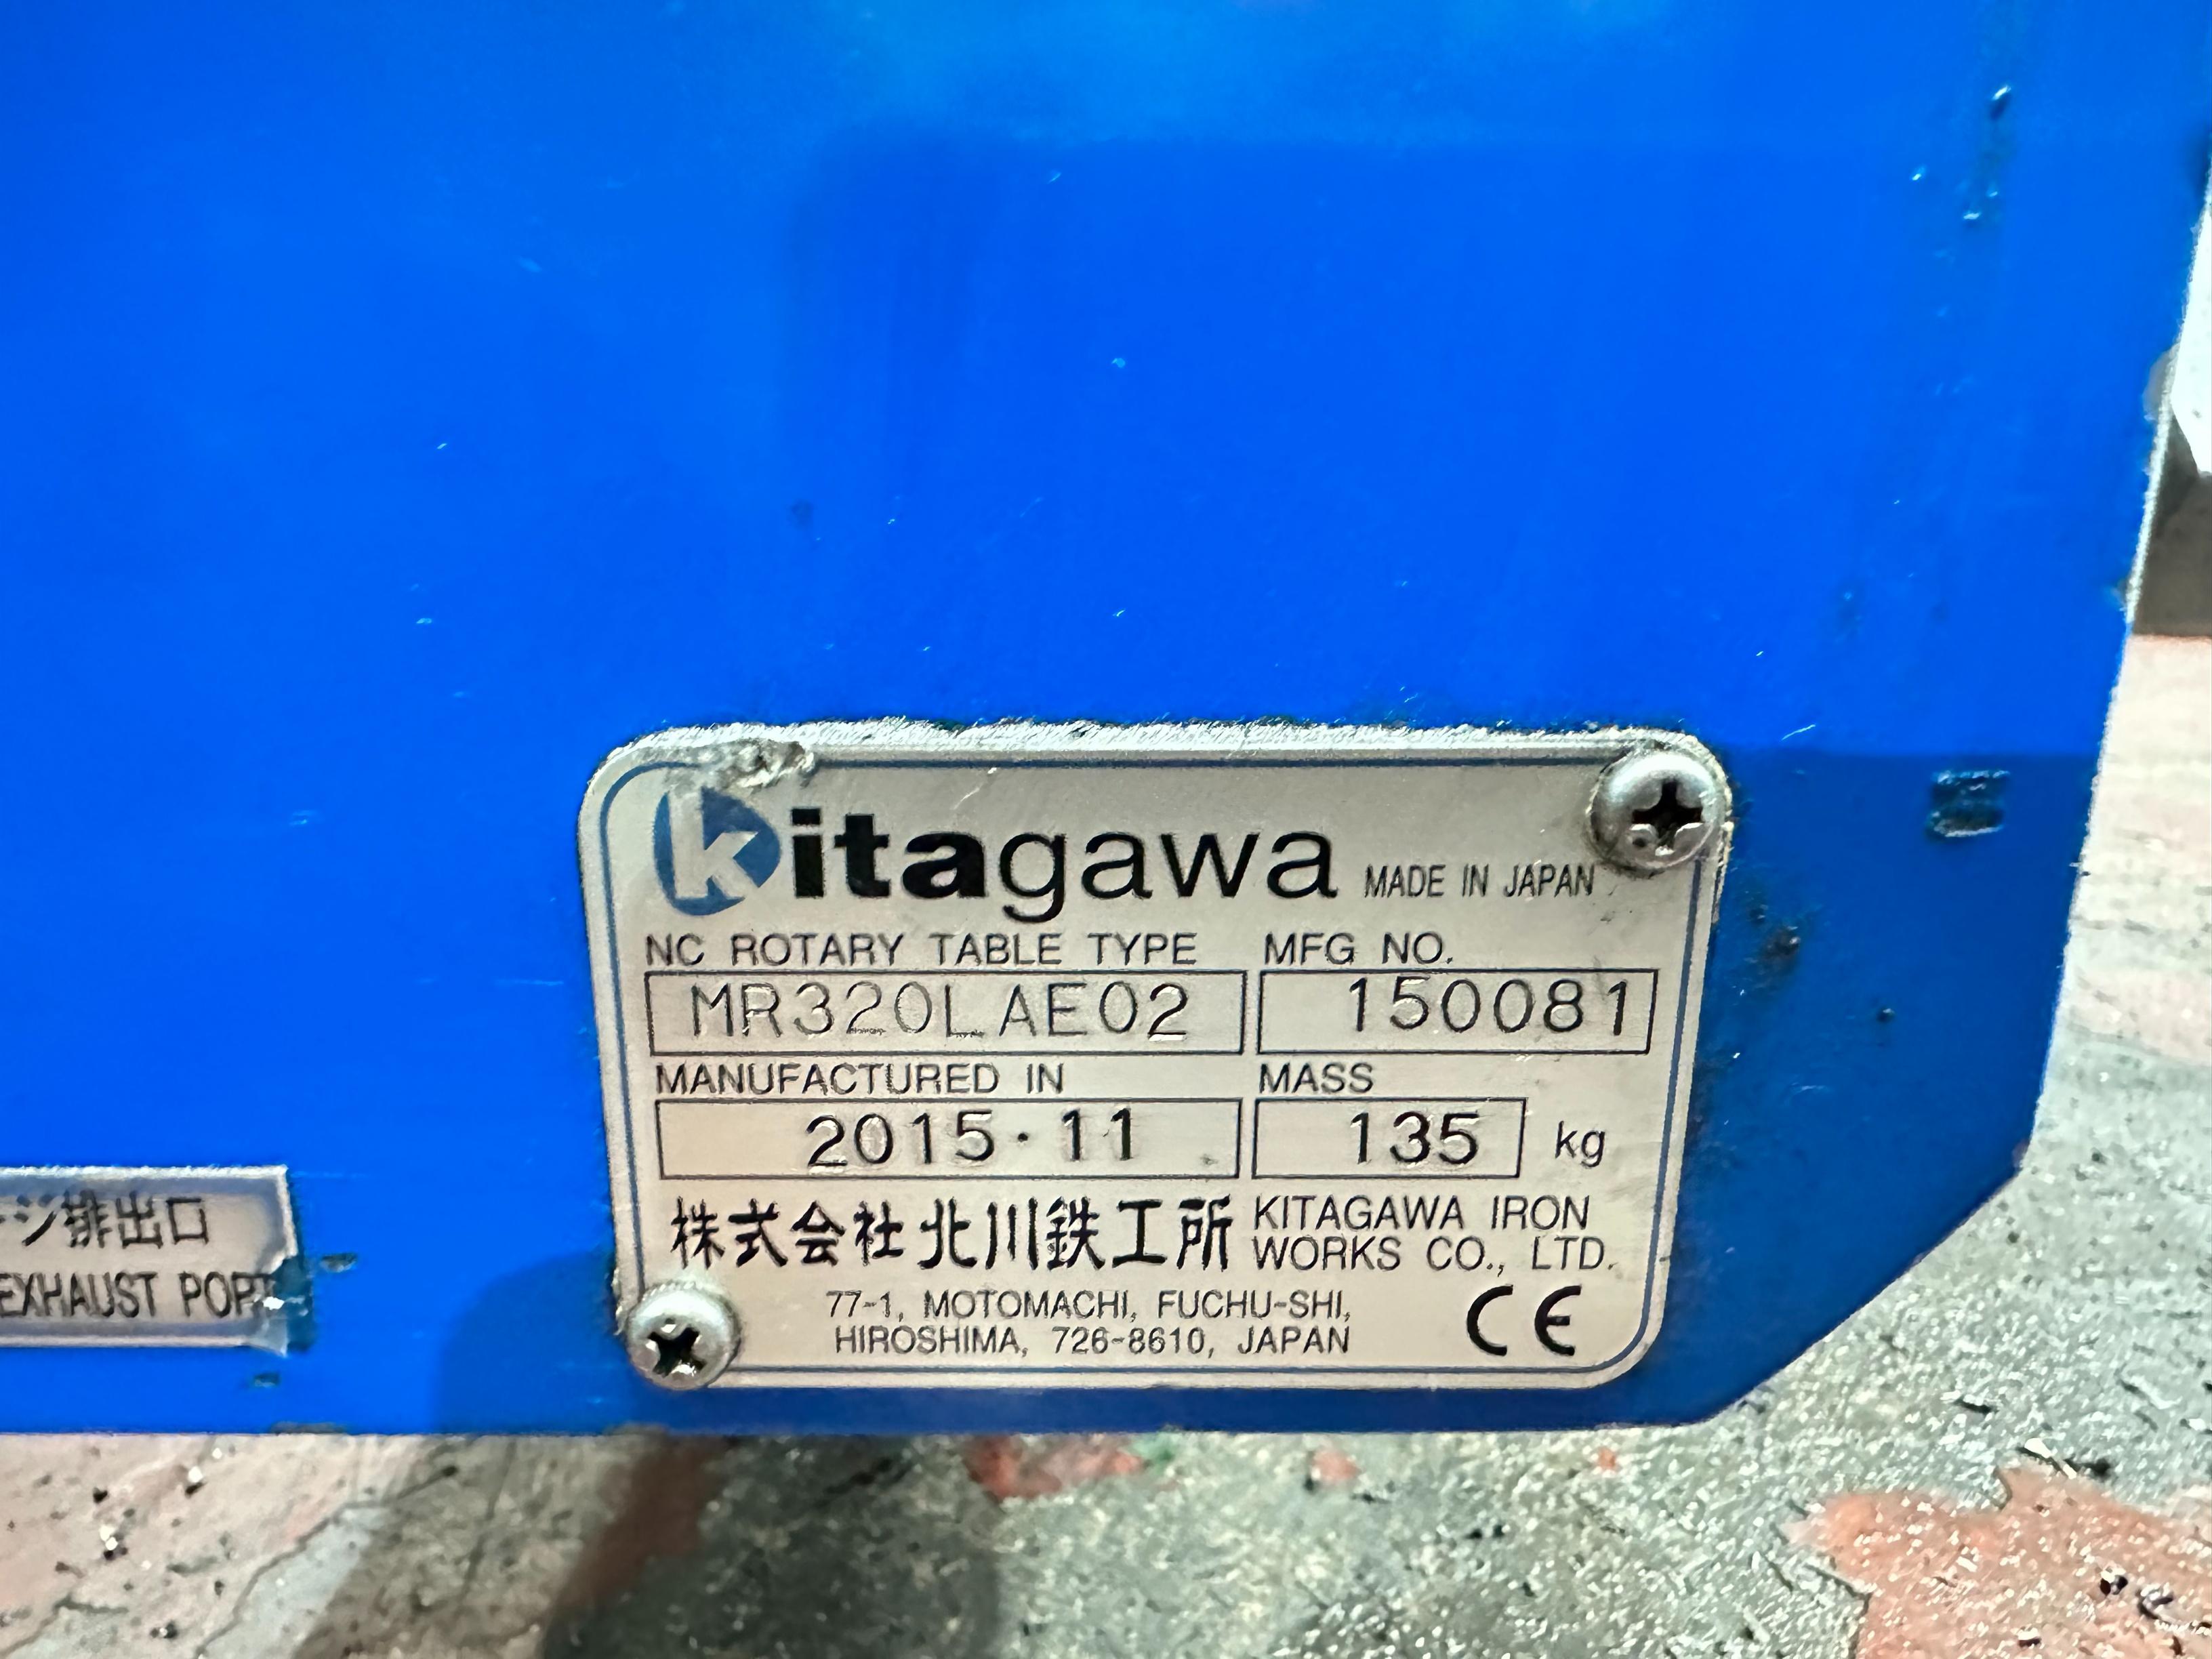 kitagawa MADE IN JAPAN
NC ROTARY TABLE TYPE MFG NO.
MR320LAE02 150081
MANUFACTURED IN MASS
2015・11 135 kg
株式会社 北川鉄工所 KITAGAWA IRON
WORKS CO., LTD.
77-1, MOTOMACHI, FUCHU-SHI,
HIROSHIMA, 726-8610, JAPAN
CE
ージ排出口
EXHAUST PORT